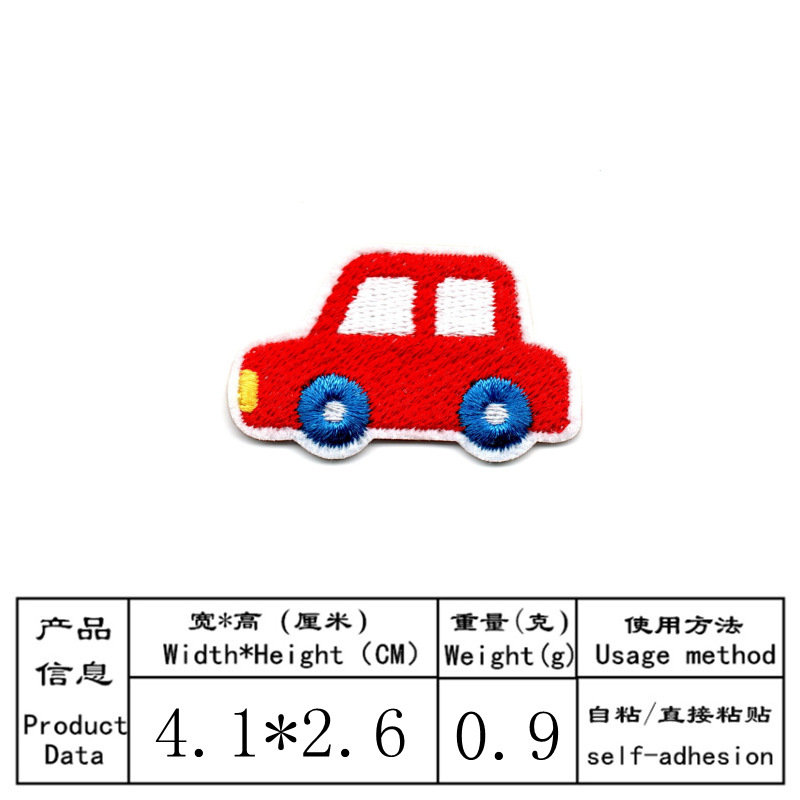 产品
信息
Product
Data
宽*高 (厘米)
Width*Height (CM)
重量(克)
Weight(g)
使用方法
Usage method
4.1*2.6
0.9
自粘/直接粘贴
self-adhesion